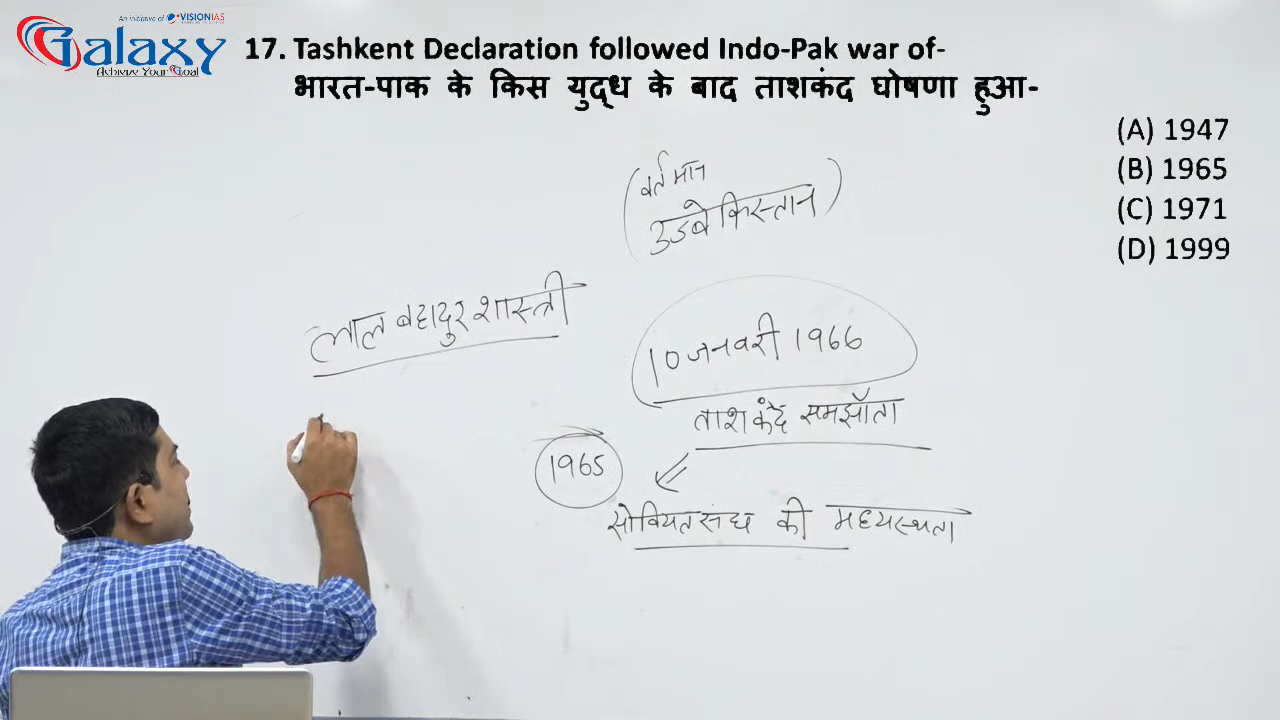 An initiative of VISIONIAS
Galaxy
Achieve Your Goal
17. Tashkent Declaration followed Indo-Pak war of-
भारत-पाक के किस युद्ध के बाद ताशकंद घोषणा हुआ-
(A) 1947
(B) 1965
(C) 1971
(D) 1999
(वर्तमान
उज्बेकिस्तान)
लाल बहादुर शास्त्री
10 जनवरी 1966
ताशकंद समझौता
1965
सोवियत संघ की मध्यस्थता